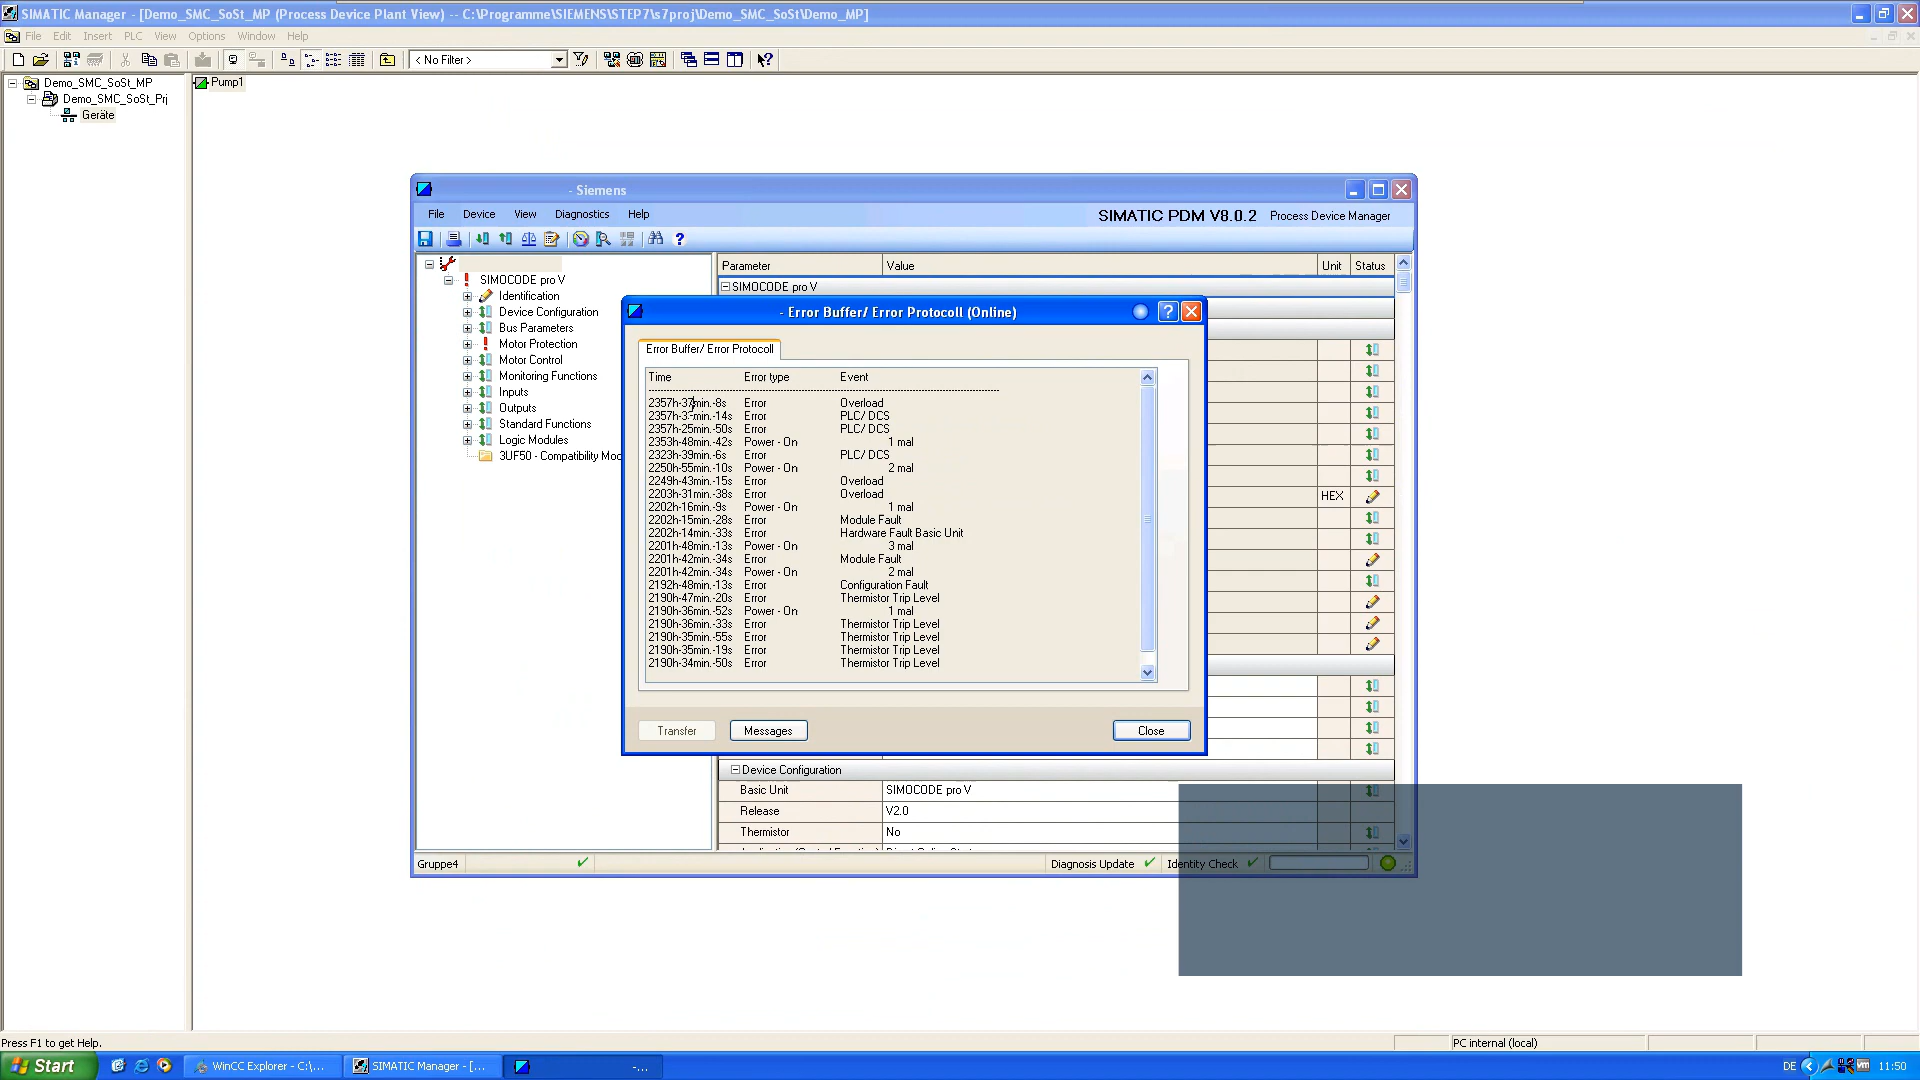 SIMATIC Manager - [Demo_SMC_SoSt_MP (Process Device Plant View) -- C:\Programme\SIEMENS\STEP7\s7proj\Demo_SMC_SoSt\Demo_MP]
File Edit Insert PLC View Options Window Help
< No Filter >
Demo_SMC_SoSt_MP
Demo_SMC_SoSt_Prj
Geräte
Pump1
- Siemens
File Device View Diagnostics Help
SIMATIC PDM V8.0.2 Process Device Manager
SIMOCODE pro V
Identification
Device Configuration
Bus Parameters
Motor Protection
Motor Control
Monitoring Functions
Inputs
Outputs
Standard Functions
Logic Modules
3UF50 - Compatibility
Parameter Value Unit Status
SIMOCODE pro V
HEX
- Error Buffer/ Error Protocoll (Online)
Error Buffer/ Error Protocoll
Time Error type Event
2357h-37min.-8s Error Overload
min.-14s Error PLC/ DCS
2357h-25min.-50s Error PLC/ DCS
2353h-48min.-42s Power - On 1 mal
2323h-39min.-6s Error PLC/ DCS
2250h-55min.-10s Power - On 2 mal
2249h-43min.-15s Error Overload
2203h-31min.-38s Error Overload
2202h-16min.-9s Power - On 1 mal
2202h-15min.-28s Error Module Fault
2202h-14min.-33s Error Hardware Fault Basic Unit
2201h-48min.-13s Power - On 3 mal
2201h-42min.-34s Error Module Fault
2201h-42min.-34s Power - On 2 mal
2192h-48min.-13s Error Configuration Fault
2190h-47min.-20s Error Thermistor Trip Level
2190h-36min.-52s Power - On 1 mal
2190h-36min.-33s Error Thermistor Trip Level
2190h-35min.-55s Error Thermistor Trip Level
2190h-35min.-19s Error Thermistor Trip Level
2190h-34min.-50s Error Thermistor Trip Level
Transfer Messages Close
Device Configuration
Basic Unit SIMOCODE pro V
Release V2.0
Thermistor No
Gruppe4 Diagnosis Update Identity Check
Press F1 to get Help. PC internal (local)
Start WinCC Explorer - C:\... SIMATIC Manager - [... -... DE 11:50